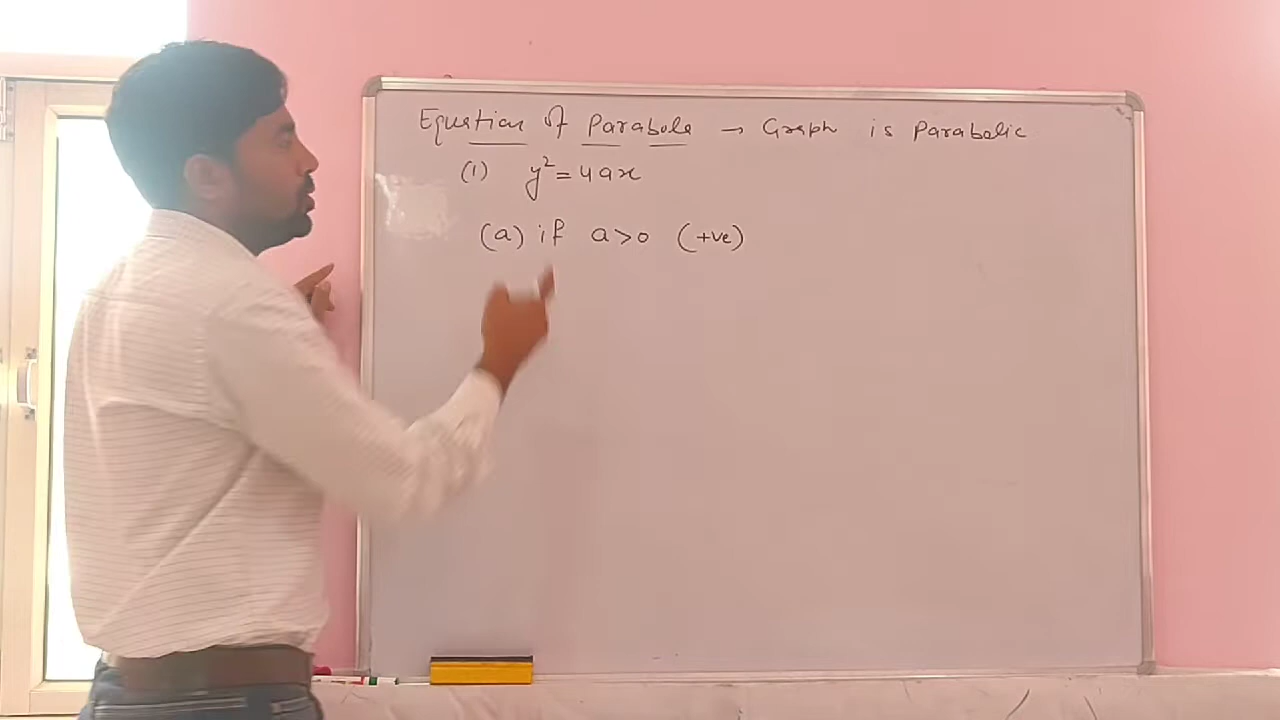 Equation of Parabola → Graph is Parabolic
(1) y² = 4ax
(a) if a>0 (+ve)